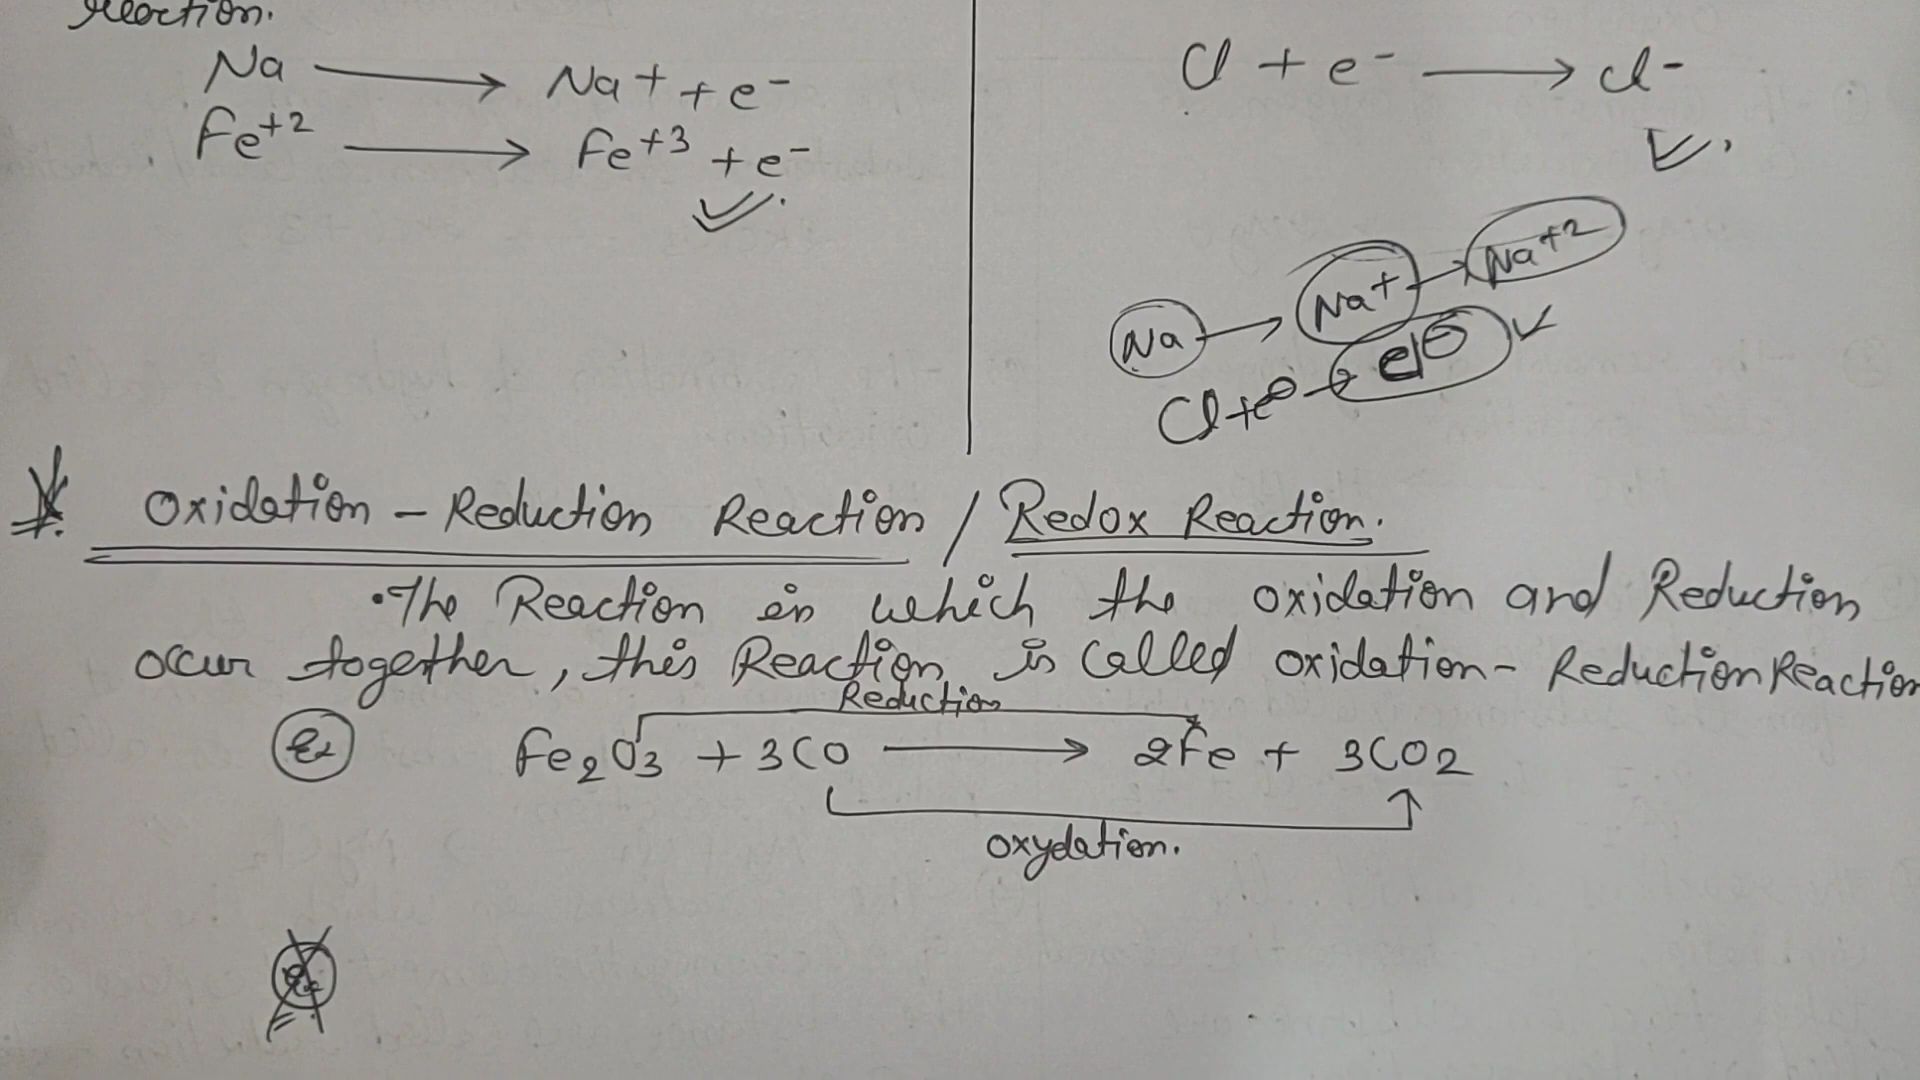 Reaction.
Na ⟶ Na+ + e-
Fe+2 ⟶ Fe+3 + e-
Cl + e- ⟶ Cl-
Na → Na+ → Na+2
Cl + e⊖ → Cl⊖
Oxidation - Reduction Reaction / Redox Reaction.
• The Reaction in which the oxidation and Reduction
occur together, this Reaction is called oxidation- Reduction Reaction
Reduction
Ex Fe2O3 + 3CO ⟶ 2Fe + 3CO2
oxydation.